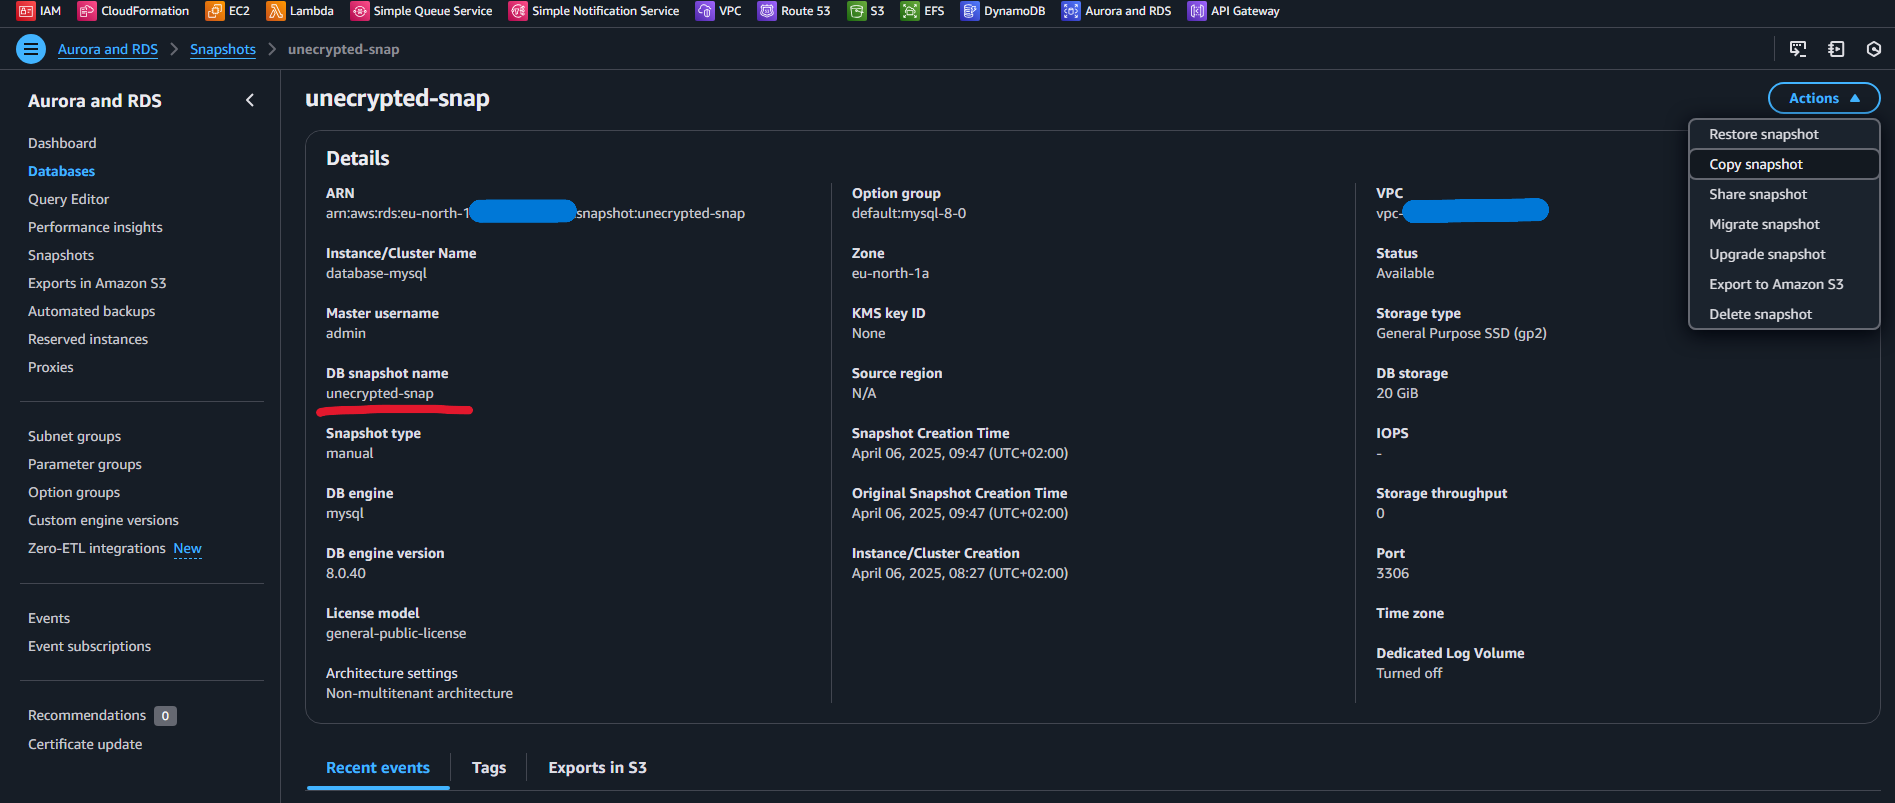 IAM CloudFormation EC2 Lambda Simple Queue Service Simple Notification Service VPC Route 53 S3 EFS DynamoDB Aurora and RDS API Gateway
Aurora and RDS > Snapshots > unecrypted-snap
Aurora and RDS
Dashboard
Databases
Query Editor
Performance insights
Snapshots
Exports in Amazon S3
Automated backups
Reserved instances
Proxies
Subnet groups
Parameter groups
Option groups
Custom engine versions
Zero-ETL integrations New
Events
Event subscriptions
Recommendations 0
Certificate update
unecrypted-snap
Actions
Restore snapshot
Copy snapshot
Share snapshot
Migrate snapshot
Upgrade snapshot
Export to Amazon S3
Delete snapshot
Details
ARN
arn:aws:rds:eu-north-1 snapshot:unecrypted-snap
Instance/Cluster Name
database-mysql
Master username
admin
DB snapshot name
unecrypted-snap
Snapshot type
manual
DB engine
mysql
DB engine version
8.0.40
License model
general-public-license
Architecture settings
Non-multitenant architecture
Option group
default:mysql-8-0
Zone
eu-north-1a
KMS key ID
None
Source region
N/A
Snapshot Creation Time
April 06, 2025, 09:47 (UTC+02:00)
Original Snapshot Creation Time
April 06, 2025, 09:47 (UTC+02:00)
Instance/Cluster Creation
April 06, 2025, 08:27 (UTC+02:00)
VPC
vpc-
Status
Available
Storage type
General Purpose SSD (gp2)
DB storage
20 GiB
IOPS
-
Storage throughput
0
Port
3306
Time zone
Dedicated Log Volume
Turned off
Recent events Tags Exports in S3